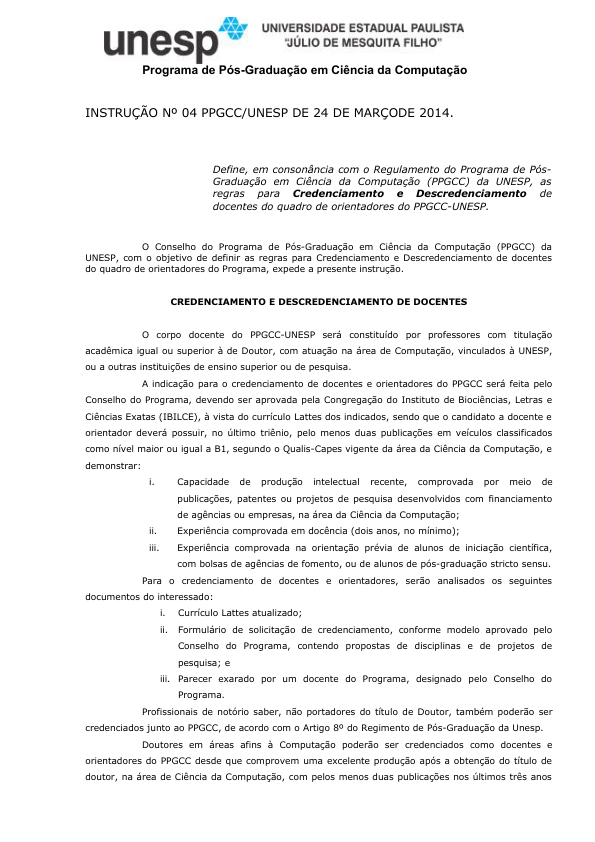 unesp
UNIVERSIDADE ESTADUAL PAULISTA
"JÚLIO DE MESQUITA FILHO"
Programa de Pós-Graduação em Ciência da Computação
INSTRUÇÃO Nº 04 PPGCC/UNESP DE 24 DE MARÇODE 2014.
Define, em consonância com o Regulamento do Programa de Pós-
Graduação em Ciência da Computação (PPGCC) da UNESP, as
regras para Credenciamento e Descredenciamento de
docentes do quadro de orientadores do PPGCC-UNESP.
O Conselho do Programa de Pós-Graduação em Ciência da Computação (PPGCC) da
UNESP, com o objetivo de definir as regras para Credenciamento e Descredenciamento de docentes
do quadro de orientadores do Programa, expede a presente instrução.
CREDENCIAMENTO E DESCREDENCIAMENTO DE DOCENTES
O corpo docente do PPGCC-UNESP será constituído por professores com titulação
acadêmica igual ou superior à de Doutor, com atuação na área de Computação, vinculados à UNESP,
ou a outras instituições de ensino superior ou de pesquisa.
A indicação para o credenciamento de docentes e orientadores do PPGCC será feita pelo
Conselho do Programa, devendo ser aprovada pela Congregação do Instituto de Biociências, Letras e
Ciências Exatas (IBILCE), à vista do currículo Lattes dos indicados, sendo que o candidato a docente e
orientador deverá possuir, no último triênio, pelo menos duas publicações em veículos classificados
como nível maior ou igual a B1, segundo o Qualis-Capes vigente da área da Ciência da Computação, e
demonstrar:
i. Capacidade de produção intelectual recente, comprovada por meio de
publicações, patentes ou projetos de pesquisa desenvolvidos com financiamento
de agências ou empresas, na área da Ciência da Computação;
ii. Experiência comprovada em docência (dois anos, no mínimo);
iii. Experiência comprovada na orientação prévia de alunos de iniciação científica,
com bolsas de agências de fomento, ou de alunos de pós-graduação stricto sensu.
Para o credenciamento de docentes e orientadores, serão analisados os seguintes
documentos do interessado:
i. Currículo Lattes atualizado;
ii. Formulário de solicitação de credenciamento, conforme modelo aprovado pelo
Conselho do Programa, contendo propostas de disciplinas e de projetos de
pesquisa; e
iii. Parecer exarado por um docente do Programa, designado pelo Conselho do
Programa.
Profissionais de notório saber, não portadores do título de Doutor, também poderão ser
credenciados junto ao PPGCC, de acordo com o Artigo 8º do Regimento de Pós-Graduação da Unesp.
Doutores em áreas afins à Computação poderão ser credenciados como docentes e
orientadores do PPGCC desde que comprovem uma excelente produção após a obtenção do título de
doutor, na área de Ciência da Computação, com pelos menos duas publicações nos últimos três anos